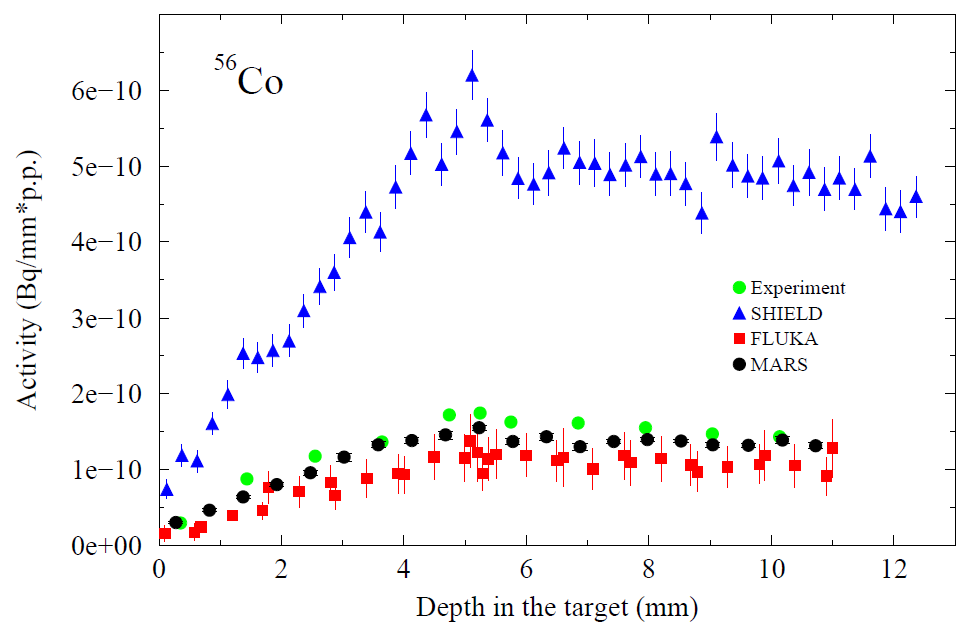 56Co
Activity (Bq/mm*p.p.)
6e−10
5e−10
4e−10
3e−10
2e−10
1e−10
0e+00
Experiment
SHIELD
FLUKA
MARS
0 2 4 6 8 10 12
Depth in the target (mm)